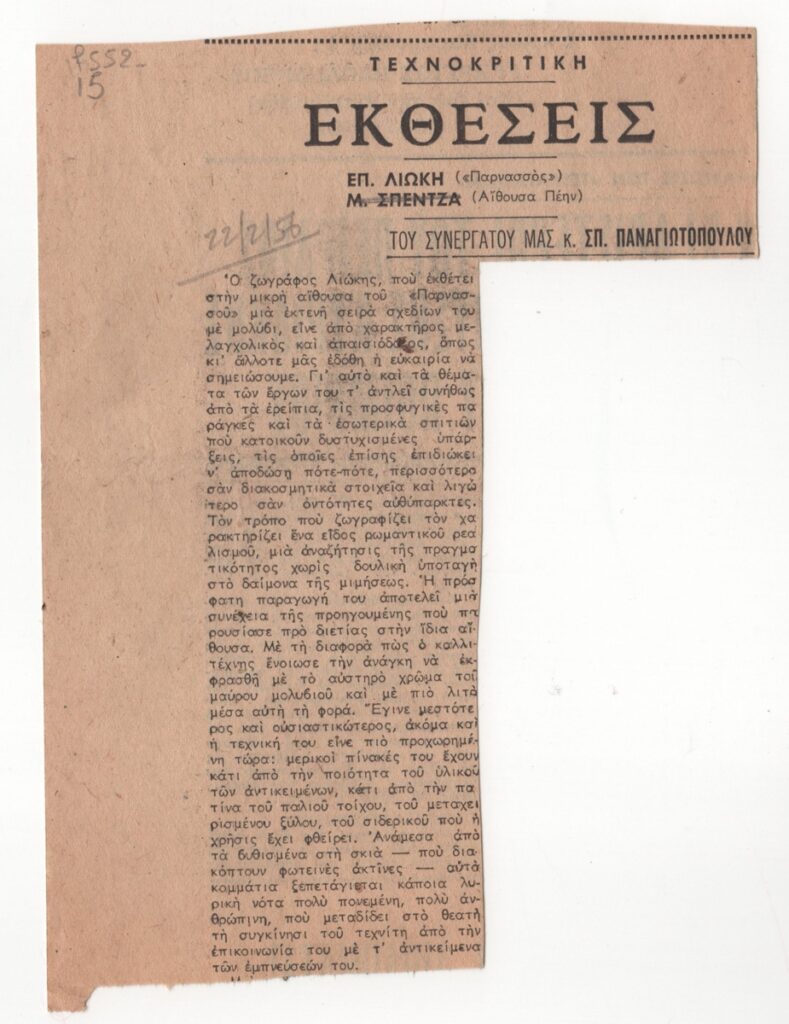 ρ552-
15
ΤΕΧΝΟΚΡΙΤΙΚΗ
ΕΚΘΕΣΕΙΣ
ΕΠ. ΛΙΩΚΗ («Παρνασσὸς»)
Μ. ΣΠΕΝΤΖΑ (Αἴθουσα Πέην)
22/2/56
ΤΟΥ ΣΥΝΕΡΓΑΤΟΥ ΜΑΣ κ. ΣΠ. ΠΑΝΑΓΙΩΤΟΠΟΥΛΟΥ
Ὁ ζωγράφος Λιώκης, ποὺ ἐκθέτει
στὴν μικρὴ αἴθουσα τοῦ «Παρνασ-
σοῦ» μιὰ ἐκτενῆ σειρὰ σχεδίων του
μὲ μολύβι, εἶνε ἀπὸ χαρακτῆρος με-
λαγχολικὸς καὶ ἀπαισιόδοξος, ὅπως
κι' ἄλλοτε μᾶς ἐδόθη ἡ εὐκαιρία νὰ
σημειώσουμε. Γι' αὐτὸ καὶ τὰ θέμα-
τα τῶν ἔργων του τ' ἀντλεῖ συνήθως
ἀπὸ τὰ ἐρείπια, τὶς προσφυγικὲς πα
ράγκες καὶ τὰ ἐσωτερικὰ σπιτιῶν
ποὺ κατοικοῦν δυστυχισμένες ὑπάρ-
ξεις, τὶς ὁποῖες ἐπίσης ἐπιδιώκει
ν' ἀποδώση πότε-πότε, περισσότερο
σὰν διακοσμητικὰ στοιχεῖα καὶ λιγώ
τερο σὰν ὀντότητες αὐθύπαρκτες.
Τὸν τρόπο ποὺ ζωγραφίζει τὸν χα
ρακτηρίζει ἕνα εἶδος ρωμαντικοῦ ρεα
λισμοῦ, μιὰ ἀναζήτησις τῆς πραγμα
τικότητος χωρὶς δουλικὴ ὑποταγὴ
στὸ δαίμονα τῆς μιμήσεως. Ἡ πρόσ
φατη παραγωγή του ἀποτελεῖ μιὰ
συνέχεια τῆς προηγουμένης ποὺ πα
ρουσίασε πρὸ διετίας στὴν ἴδια αἴ-
θουσα. Μὲ τὴ διαφορὰ πὼς ὁ καλλι-
τέχνης ἔνοιωσε τὴν ἀνάγκη νὰ ἐκ-
φρασθῆ μὲ τὸ αὐστηρὸ χρῶμα τοῦ
μαύρου μολυβιοῦ καὶ μὲ πιὸ λιτὰ
μέσα αὐτὴ τὴ φορά. Ἔγινε μεστότε
ρος καὶ οὐσιαστικώτερος, ἀκόμα καὶ
ἡ τεχνική του εἶνε πιὸ προχωρημέ-
νη τώρα: μερικοὶ πίνακές του ἔχουν
κάτι ἀπὸ τὴν ποιότητα τοῦ ὑλικοῦ
τῶν ἀντικειμένων, κάτι ἀπὸ τὴν πα
τίνα τοῦ παλιοῦ τοίχου, τοῦ μεταχει
ρισμένου ξύλου, τοῦ σιδερικοῦ ποὺ ἡ
χρῆσις ἔχει φθείρει. Ἀνάμεσα ἀπὸ
τὰ βυθισμένα στὴ σκιὰ — ποὺ δια-
κόπτουν φωτεινὲς ἀκτῖνες — αὐτὰ
κομμάτια ξεπετάγεται κάποια λυ-
ρικὴ νότα πολὺ πονεμένη, πολὺ ἀν-
θρώπινη, ποὺ μεταδίδει στὸ θεατὴ
τὴ συγκίνησι τοῦ τεχνίτη ἀπὸ τὴν
ἐπικοινωνία του μὲ τ' ἀντικείμενα
τῶν ἐμπνεύσεών του.